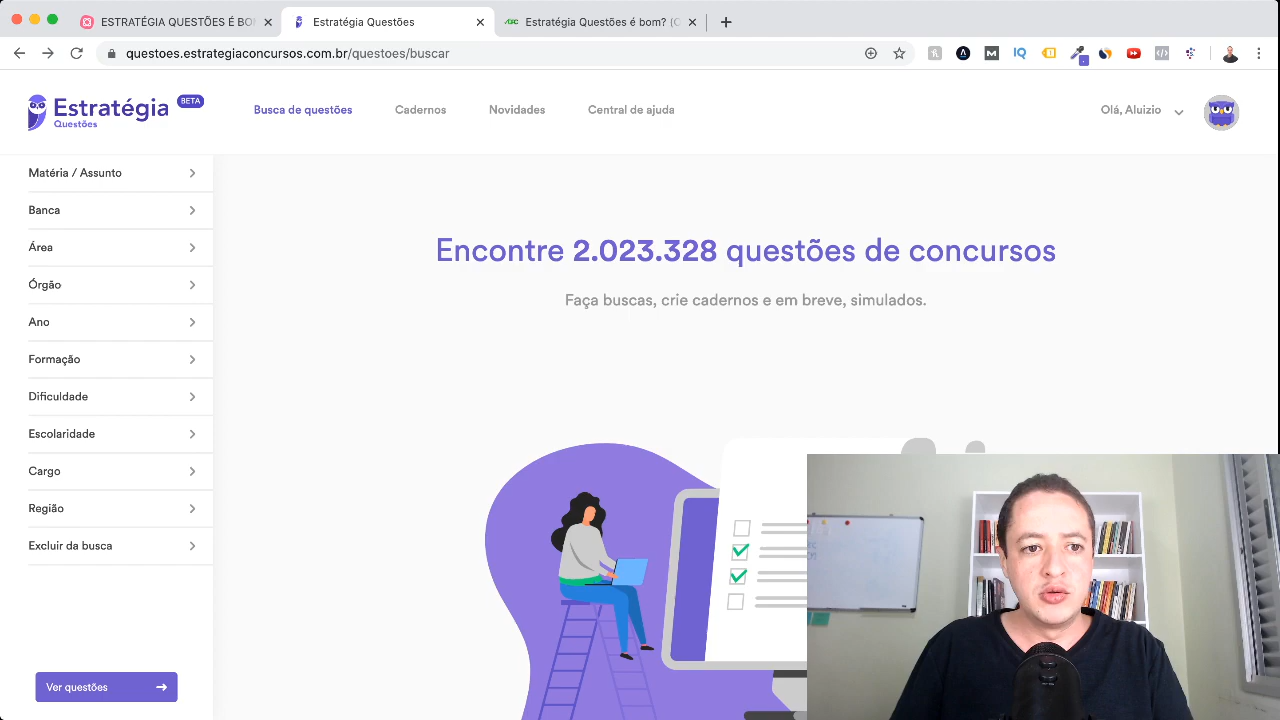 ESTRATÉGIA QUESTÕES É BO
Estratégia Questões
Estratégia Questões é bom? (
questoes.estrategiaconcursos.com.br/questoes/buscar
Estratégia
BETA
Questões
Busca de questões
Cadernos
Novidades
Central de ajuda
Olá, Aluizio
Matéria / Assunto
Banca
Área
Órgão
Ano
Formação
Dificuldade
Escolaridade
Cargo
Região
Excluir da busca
Ver questões
Encontre 2.023.328 questões de concursos
Faça buscas, crie cadernos e em breve, simulados.